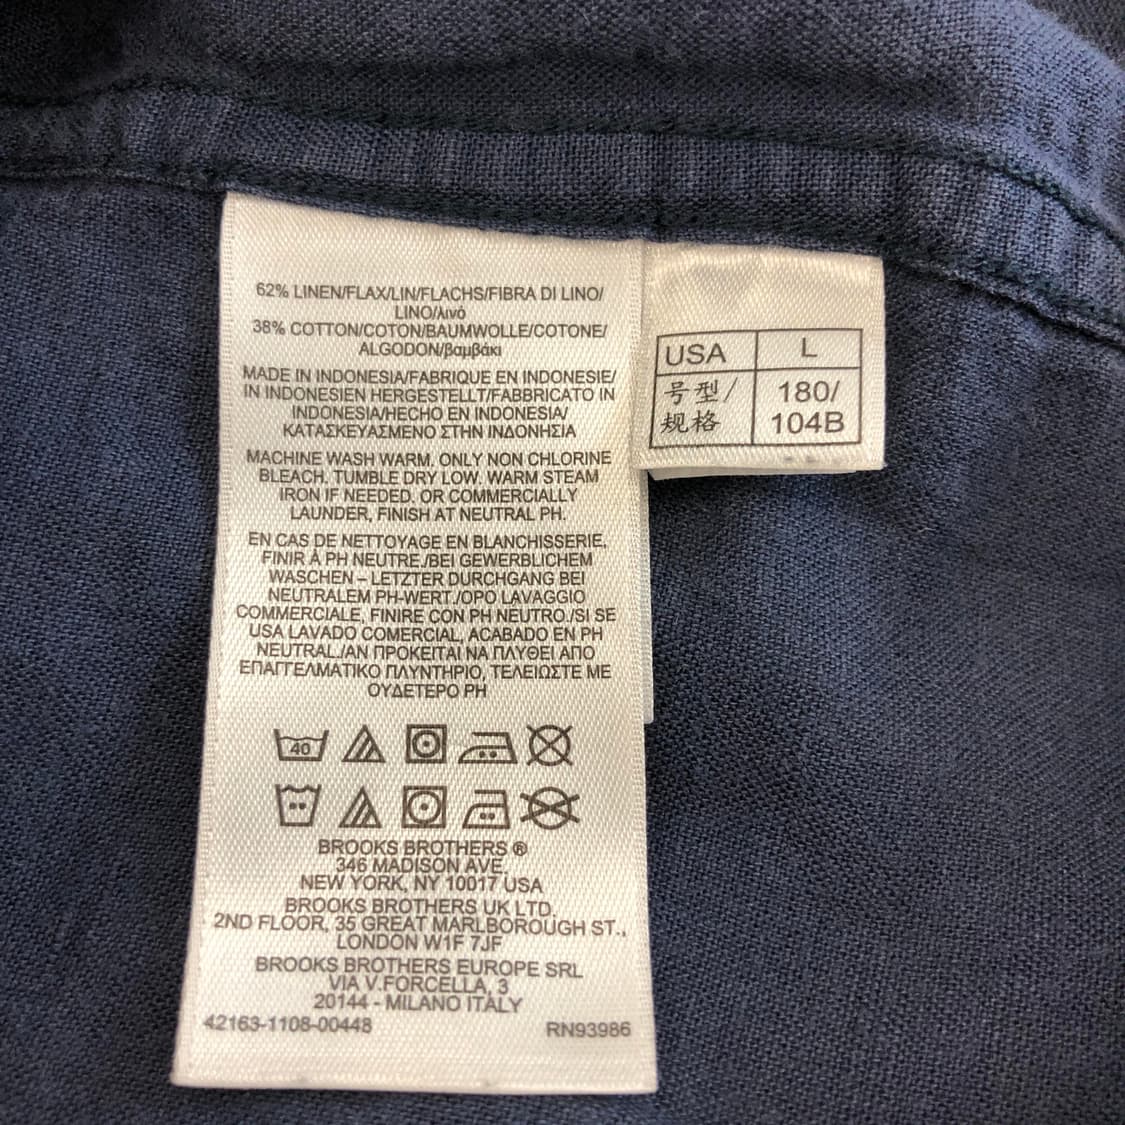 62% LINEN/FLAX/LIN/FLACHS/FIBRA DI LINO/
LINO/λινό
38% COTTON/COTON/BAUMWOLLE/COTONE/
ALGODON/βαμβάκι
MADE IN INDONESIA/FABRIQUE EN INDONESIE/
IN INDONESIEN HERGESTELLT/FABBRICATO IN
INDONESIA/HECHO EN INDONESIA/
ΚΑΤΑΣΚΕΥΑΣΜΕΝΟ ΣΤΗΝ ΙΝΔΟΝΗΣΙΑ
MACHINE WASH WARM. ONLY NON CHLORINE
BLEACH. TUMBLE DRY LOW. WARM STEAM
IRON IF NEEDED. OR COMMERCIALLY
LAUNDER, FINISH AT NEUTRAL PH.
EN CAS DE NETTOYAGE EN BLANCHISSERIE,
FINIR À PH NEUTRE./BEI GEWERBLICHEM
WASCHEN – LETZTER DURCHGANG BEI
NEUTRALEM PH-WERT./OPO LAVAGGIO
COMMERCIALE, FINIRE CON PH NEUTRO./SI SE
USA LAVADO COMERCIAL, ACABADO EN PH
NEUTRAL./ΑΝ ΠΡΟΚΕΙΤΑΙ ΝΑ ΠΛΥΘΕΙ ΑΠΟ
ΕΠΑΓΓΕΛΜΑΤΙΚΟ ΠΛΥΝΤΗΡΙΟ, ΤΕΛΕΙΩΣΤΕ ΜΕ
ΟΥΔΕΤΕΡΟ PH
40
BROOKS BROTHERS ®
346 MADISON AVE.
NEW YORK, NY 10017 USA
BROOKS BROTHERS UK LTD.
2ND FLOOR, 35 GREAT MARLBOROUGH ST.,
LONDON W1F 7JF
BROOKS BROTHERS EUROPE SRL
VIA V.FORCELLA, 3
20144 - MILANO ITALY
42163-1108-00448 RN93986
USA L
号型/ 180/
规格 104B